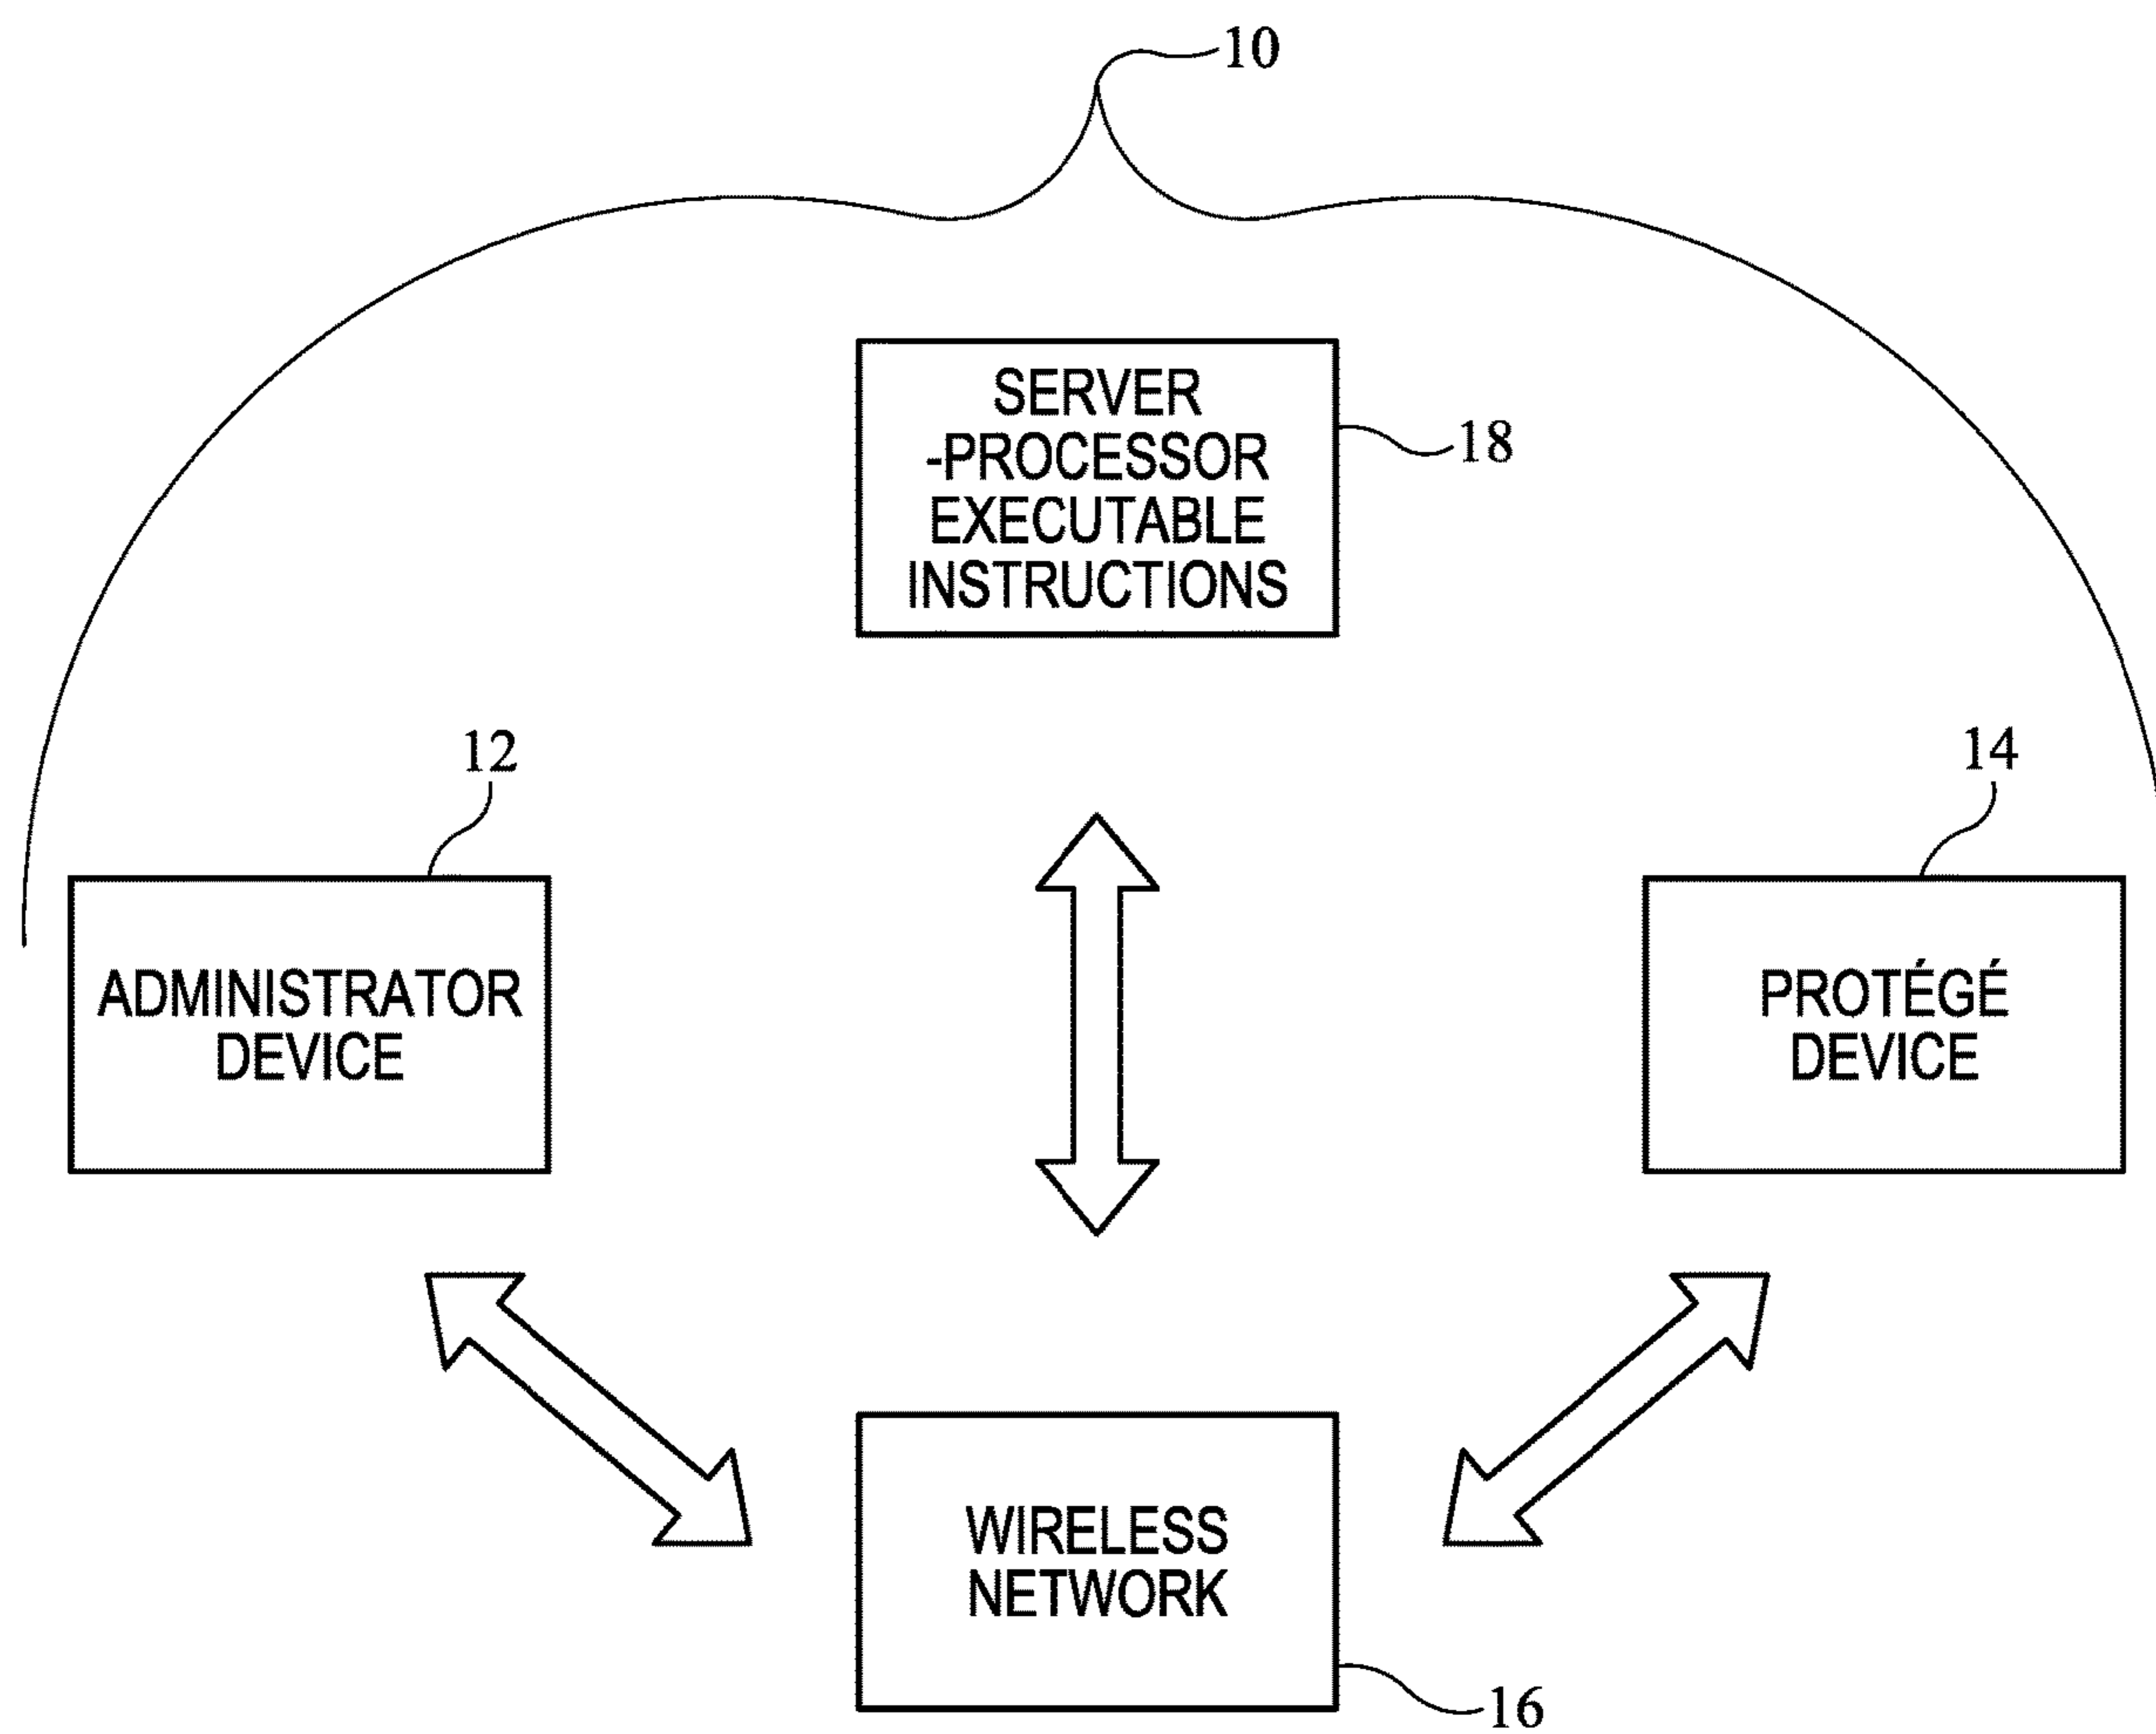 10
SERVER
-PROCESSOR
EXECUTABLE
INSTRUCTIONS
18
12
14
ADMINISTRATOR
DEVICE
PROTÉGÉ
DEVICE
WIRELESS
NETWORK
16